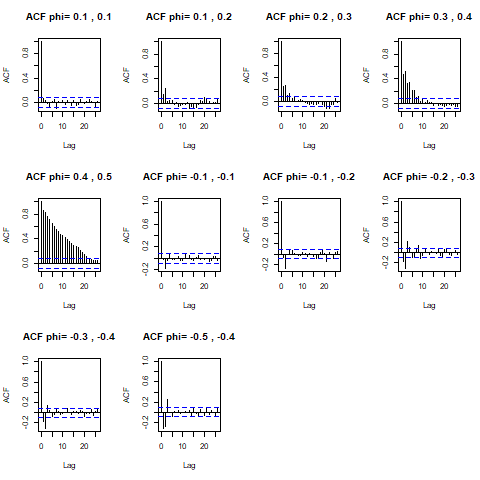 ACF phi= 0.1 , 0.1
ACF phi= 0.1 , 0.2
ACF phi= 0.2 , 0.3
ACF phi= 0.3 , 0.4
ACF
0.0 0.4 0.8
0 10 20
Lag
ACF
0.0 0.4 0.8
0 10 20
Lag
ACF
0.0 0.4 0.8
0 10 20
Lag
ACF
0.0 0.4 0.8
0 10 20
Lag
ACF phi= 0.4 , 0.5
ACF phi= -0.1 , -0.1
ACF phi= -0.1 , -0.2
ACF phi= -0.2 , -0.3
ACF
0.0 0.4 0.8
0 10 20
Lag
ACF
-0.2 0.2 0.6 1.0
0 10 20
Lag
ACF
-0.2 0.2 0.6 1.0
0 10 20
Lag
ACF
-0.2 0.2 0.6 1.0
0 10 20
Lag
ACF phi= -0.3 , -0.4
ACF phi= -0.5 , -0.4
ACF
-0.2 0.2 0.6 1.0
0 10 20
Lag
ACF
-0.2 0.2 0.6 1.0
0 10 20
Lag